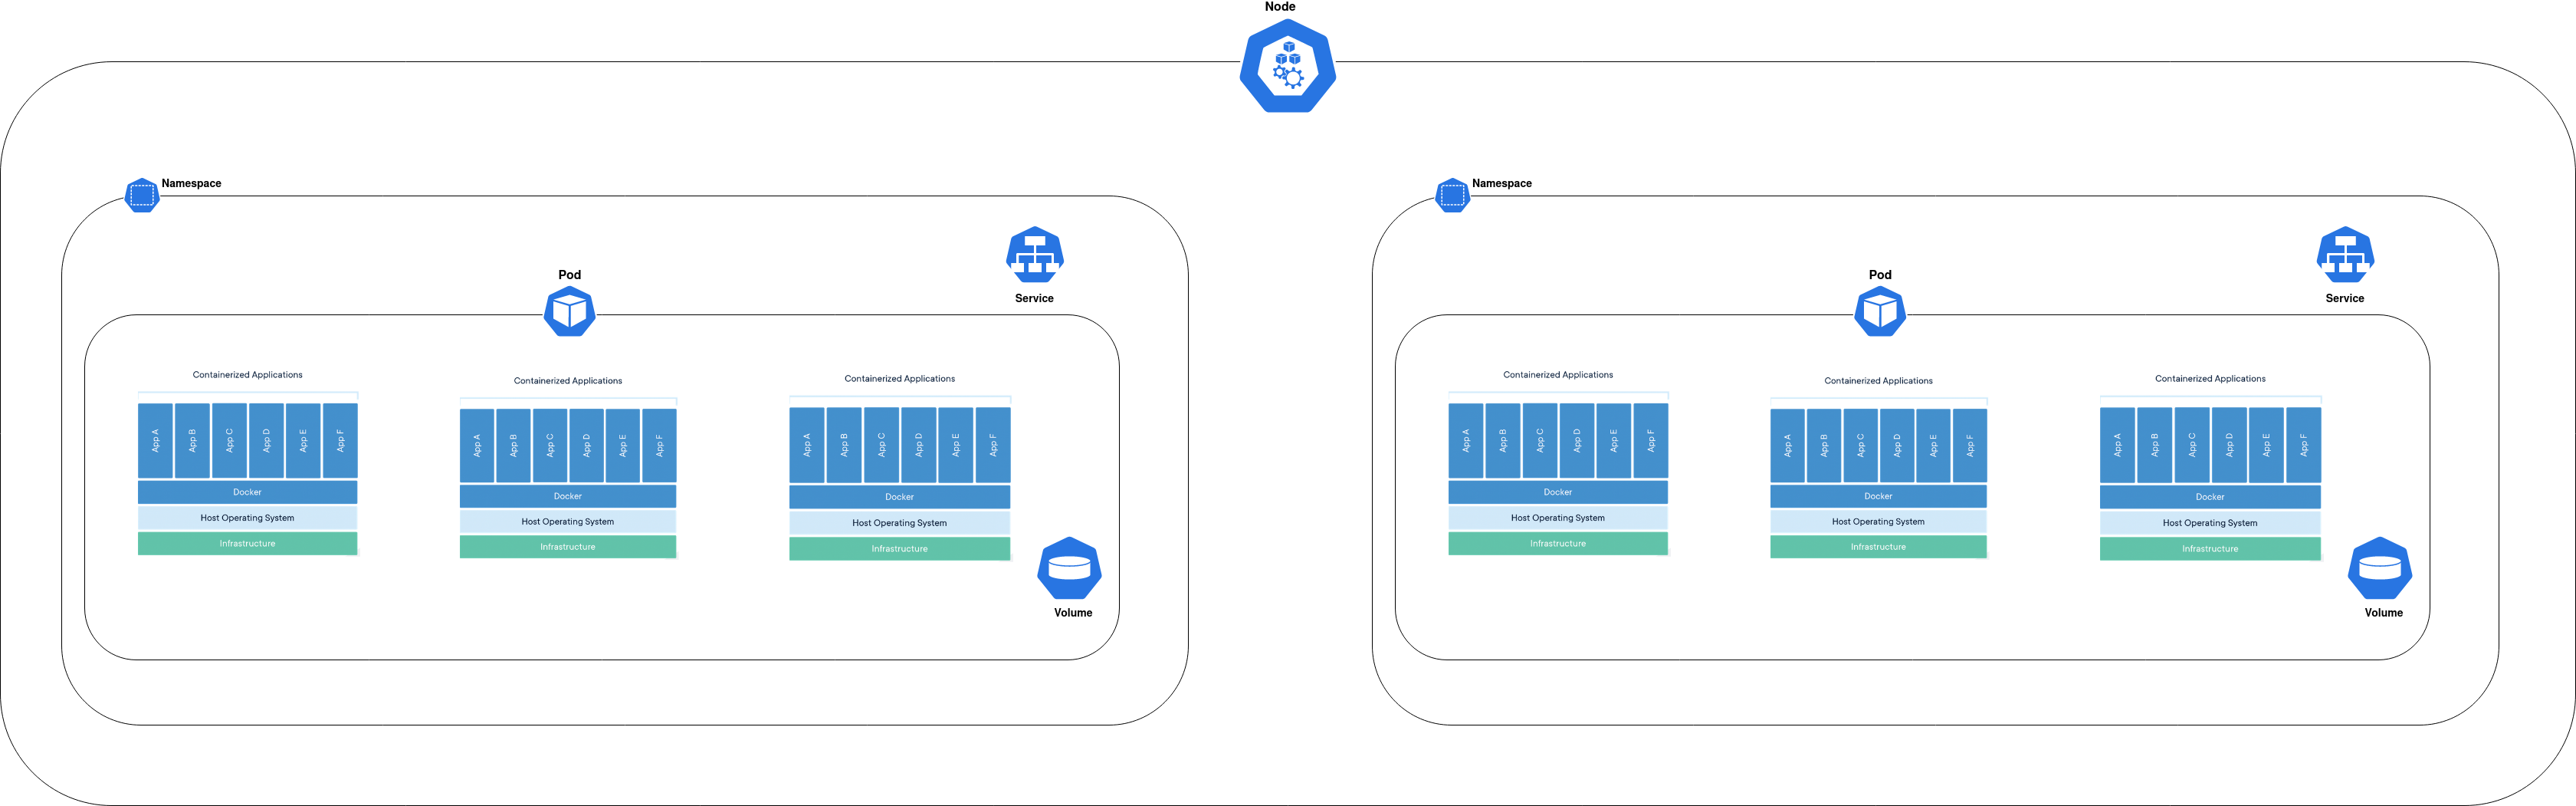 Node
Namespace
Service
Pod
Containerized Applications
App A
App B
App C
App D
App E
App F
Docker
Host Operating System
Infrastructure
Containerized Applications
App A
App B
App C
App D
App E
App F
Docker
Host Operating System
Infrastructure
Containerized Applications
App A
App B
App C
App D
App E
App F
Docker
Host Operating System
Infrastructure
Volume
Namespace
Service
Pod
Containerized Applications
App A
App B
App C
App D
App E
App F
Docker
Host Operating System
Infrastructure
Containerized Applications
App A
App B
App C
App D
App E
App F
Docker
Host Operating System
Infrastructure
Containerized Applications
App A
App B
App C
App D
App E
App F
Docker
Host Operating System
Infrastructure
Volume